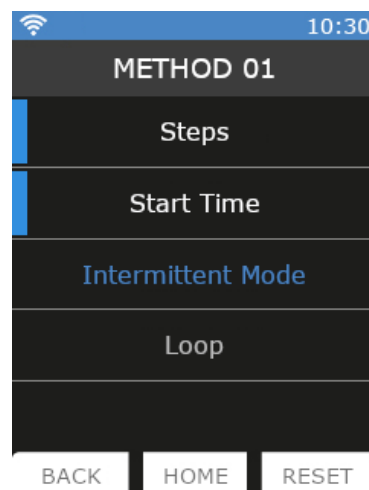 10:30
METHOD 01
Steps
Start Time
Intermittent Mode
Loop
BACK HOME RESET